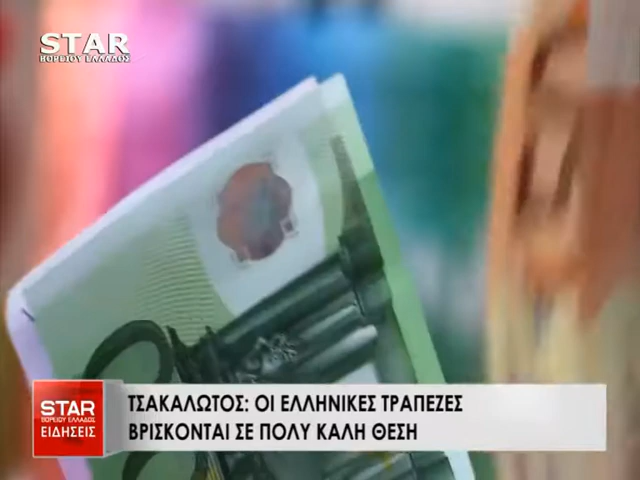 STAR
ΒΟΡΕΙΟΥ ΕΛΛΑΔΟΣ
STAR
ΒΟΡΕΙΟΥ ΕΛΛΑΔΟΣ
ΕΙΔΗΣΕΙΣ
ΤΣΑΚΑΛΩΤΟΣ: ΟΙ ΕΛΛΗΝΙΚΕΣ ΤΡΑΠΕΖΕΣ
ΒΡΙΣΚΟΝΤΑΙ ΣΕ ΠΟΛΥ ΚΑΛΗ ΘΕΣΗ